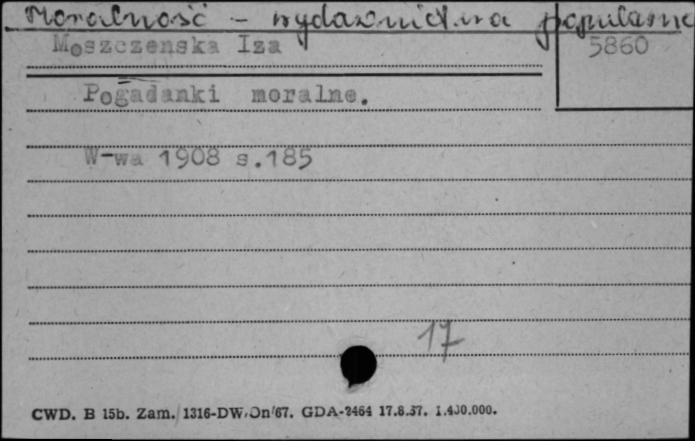 Moralność - wydawnictwa popularne
Moszczenska Iza
5860
Pogadanki moralne.
W-wa 1908 s.185
17
CWD. B 15b. Zam. 1316-DW/On/67. GDA-2464 17.8.67. 1.400.000.